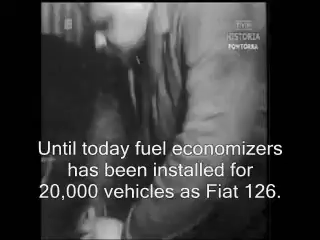 TVP
HISTORIA
POWTÓRKA
Until today fuel economizers
has been installed for
20,000 vehicles as Fiat 126.